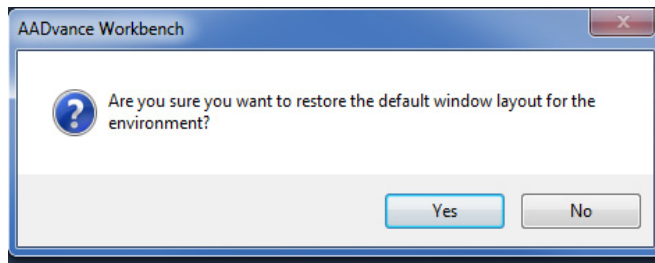 AADvance Workbench
Are you sure you want to restore the default window layout for the
environment?
Yes No